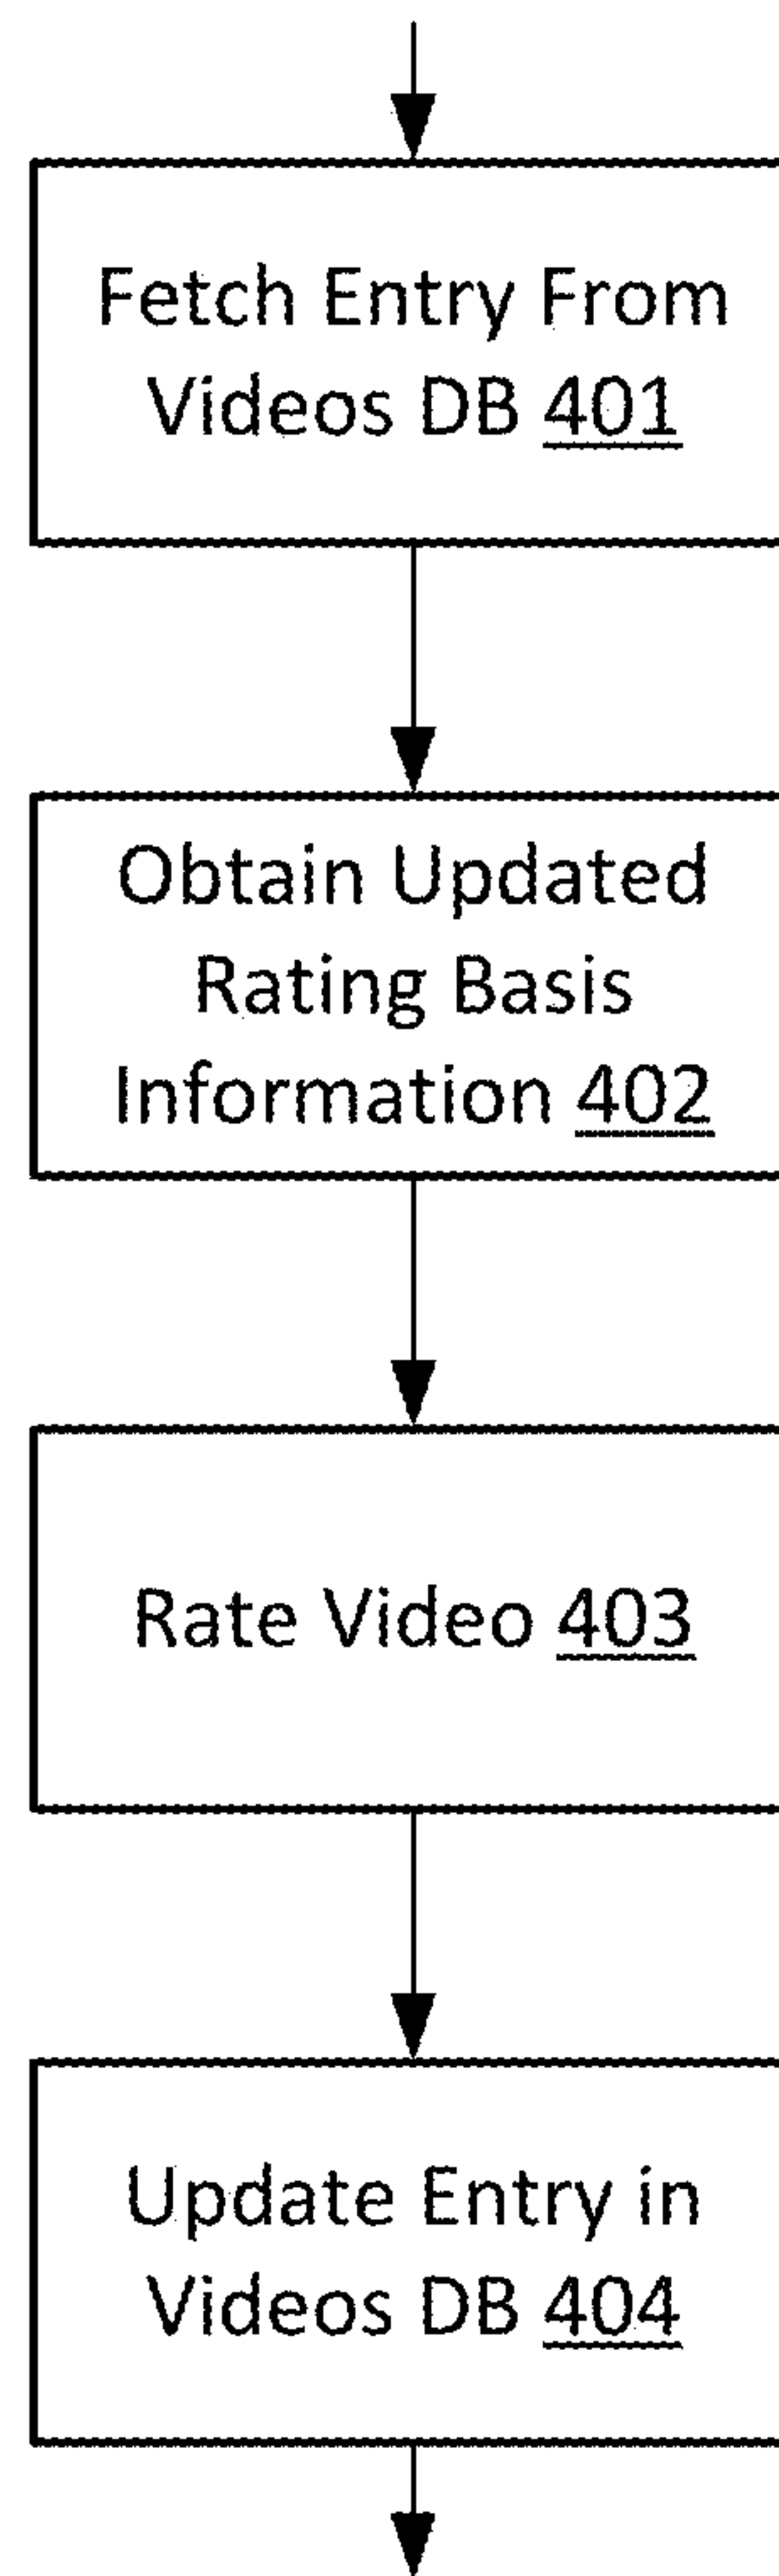 Fetch Entry From
Videos DB 401
Obtain Updated
Rating Basis
Information 402
Rate Video 403
Update Entry in
Videos DB 404